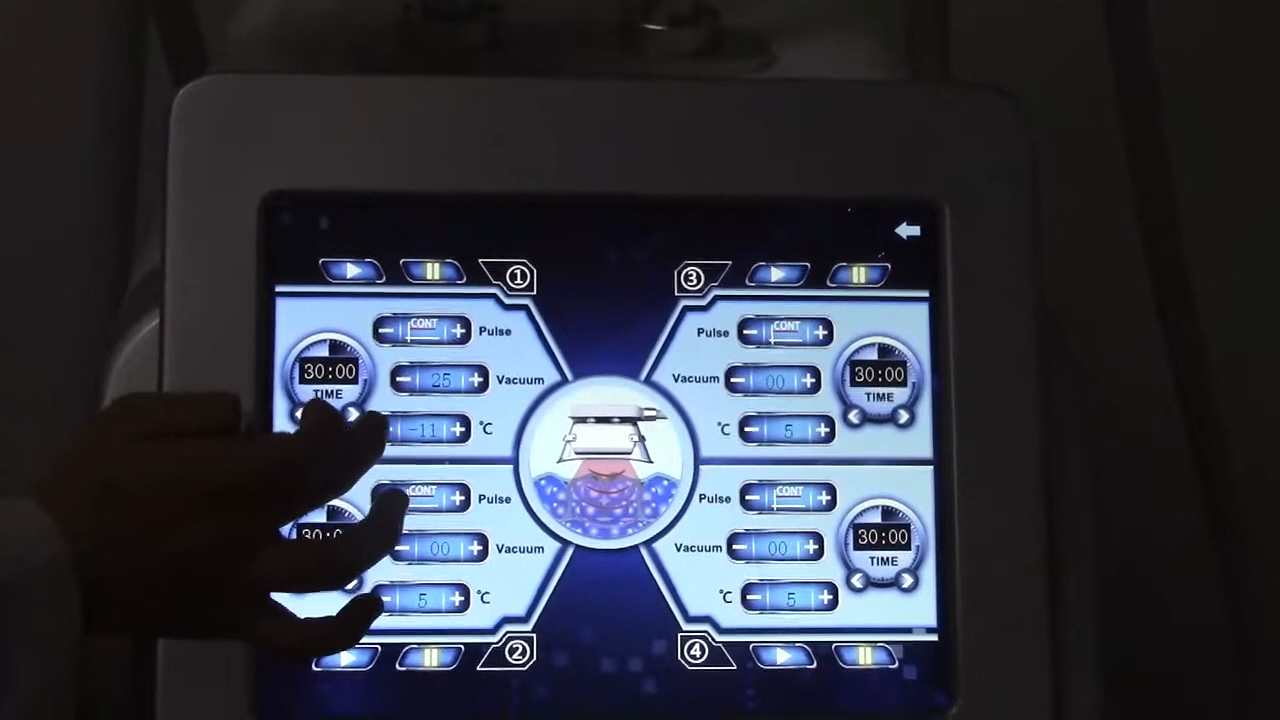 ① ③
CONT Pulse
30:00
TIME
25 Vacuum
-11 ℃
Pulse CONT
30:00
TIME
Vacuum 00
℃ 5
CONT Pulse
00 Vacuum
5 ℃
Pulse CONT
30:00
TIME
Vacuum 00
℃ 5
② ④